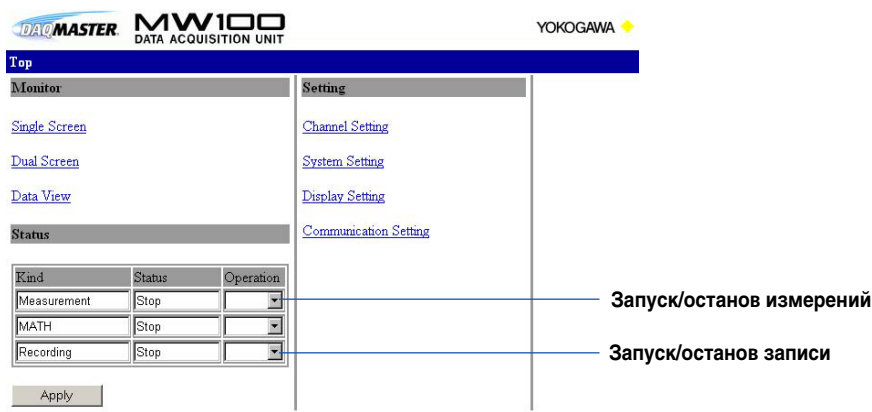 DAQMASTER MW100
DATA ACQUISITION UNIT
YOKOGAWA
Top
Monitor
Single Screen
Dual Screen
Data View
Status
Kind Status Operation
Measurement Stop
MATH Stop
Recording Stop
Apply
Setting
Channel Setting
System Setting
Display Setting
Communication Setting
Запуск/останов измерений
Запуск/останов записи